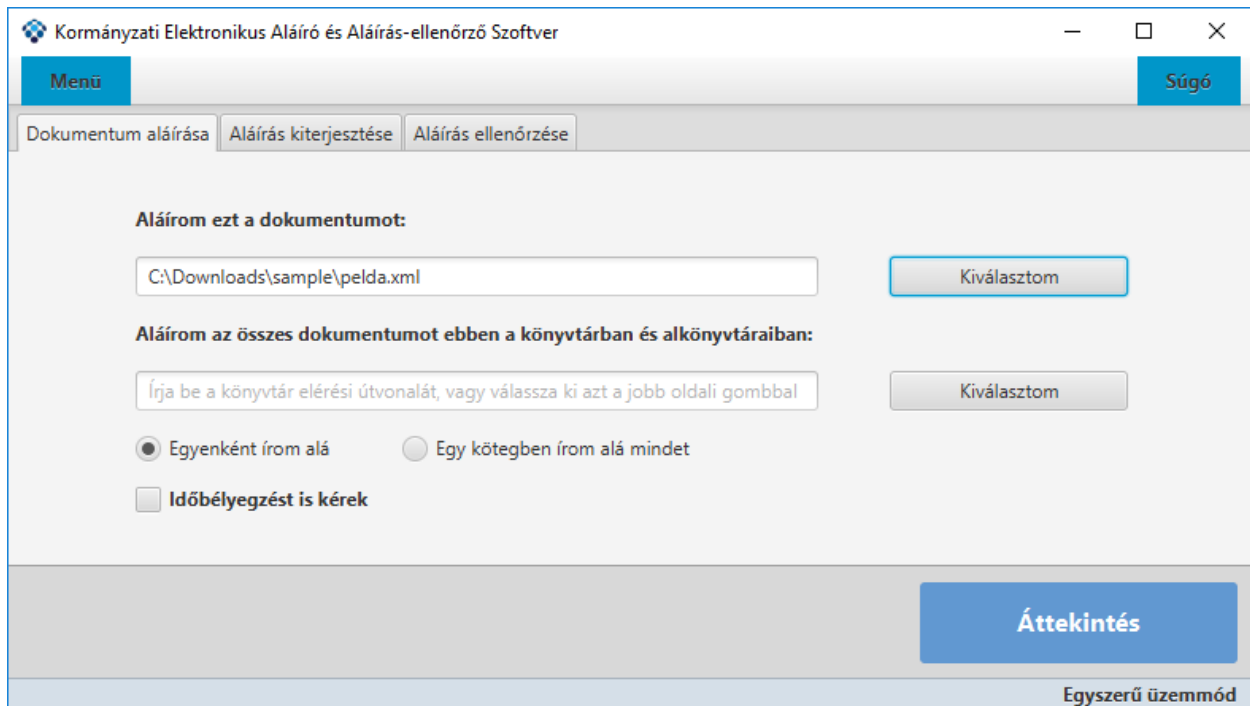 Kormányzati Elektronikus Aláíró és Aláírás-ellenőrző Szoftver
Menü
Súgó
Dokumentum aláírása
Aláírás kiterjesztése
Aláírás ellenőrzése
Aláírom ezt a dokumentumot:
C:\Downloads\sample\pelda.xml
Kiválasztom
Aláírom az összes dokumentumot ebben a könyvtárban és alkönyvtáraiban:
Írja be a könyvtár elérési útvonalát, vagy válassza ki azt a jobb oldali gombbal
Kiválasztom
Egyenként írom alá
Egy kötegben írom alá mindet
Időbélyegzést is kérek
Áttekintés
Egyszerű üzemmód